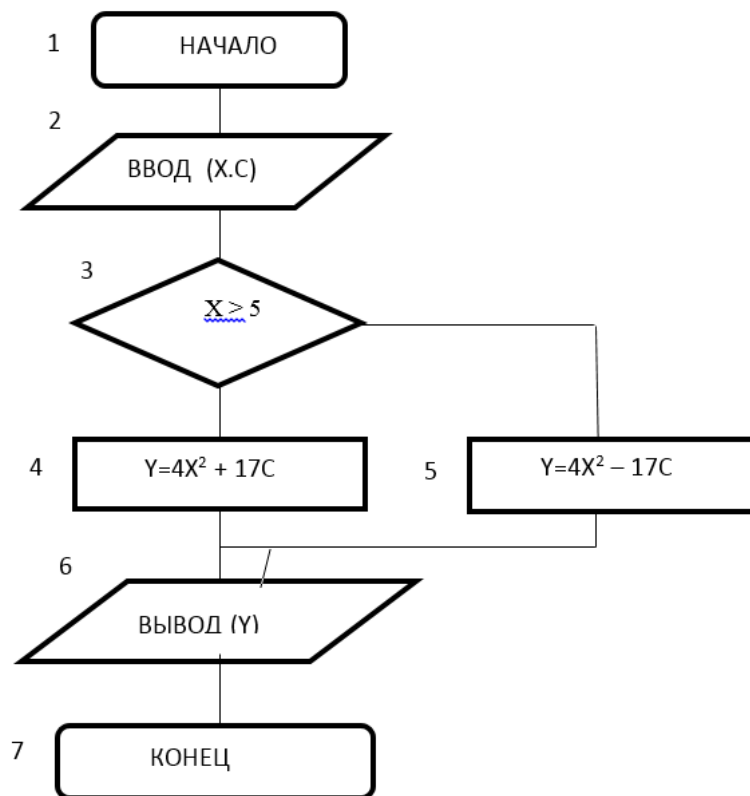 1
НАЧАЛО
2
ВВОД (X.C)
3
X > 5
4
Y=4X² + 17C
5
Y=4X² – 17C
6
ВЫВОД (Y)
7
КОНЕЦ